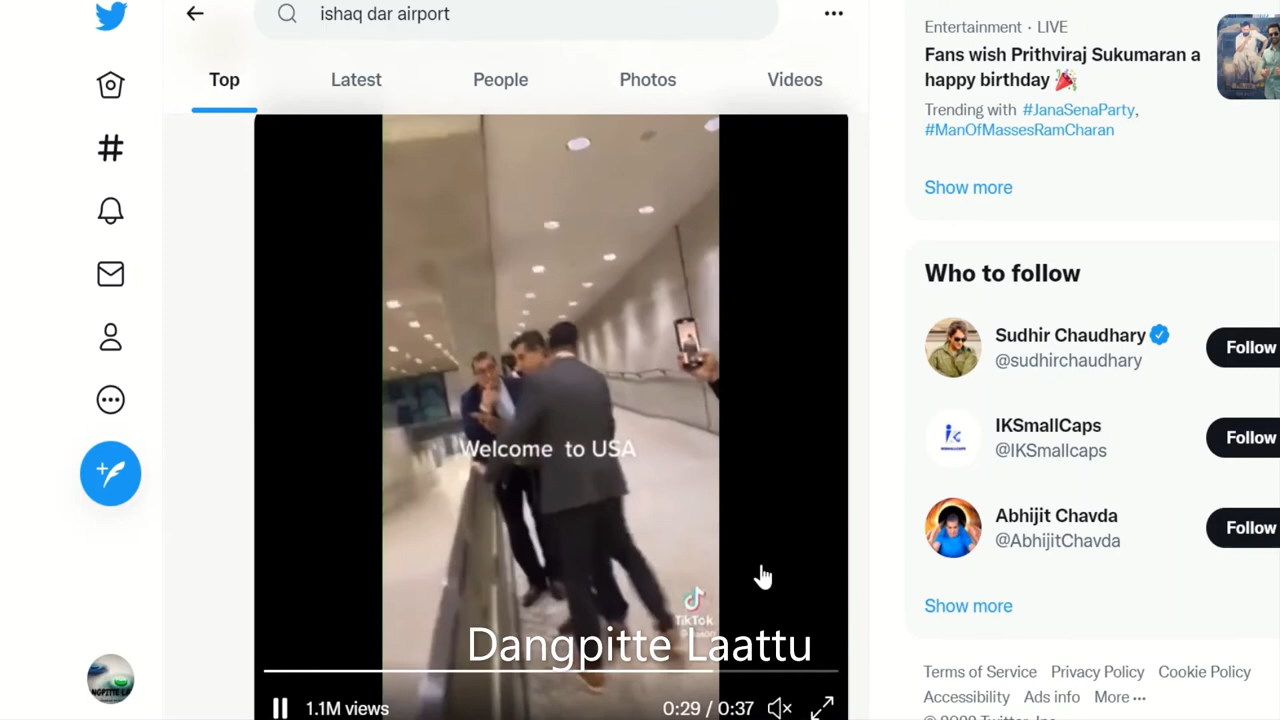 ishaq dar airport
Top
Latest
People
Photos
Videos
Welcome to USA
TikTok
Dangpitte Laattu
1.1M views
0:29 / 0:37
Entertainment · LIVE
Fans wish Prithviraj Sukumaran a
happy birthday
Trending with #JanaSenaParty,
#ManOfMassesRamCharan
Show more
Who to follow
Sudhir Chaudhary
@sudhirchaudhary
Follow
IKSmallCaps
@IKSmallcaps
Follow
Abhijit Chavda
@AbhijitChavda
Follow
Show more
Terms of Service Privacy Policy Cookie Policy
Accessibility Ads info More ···